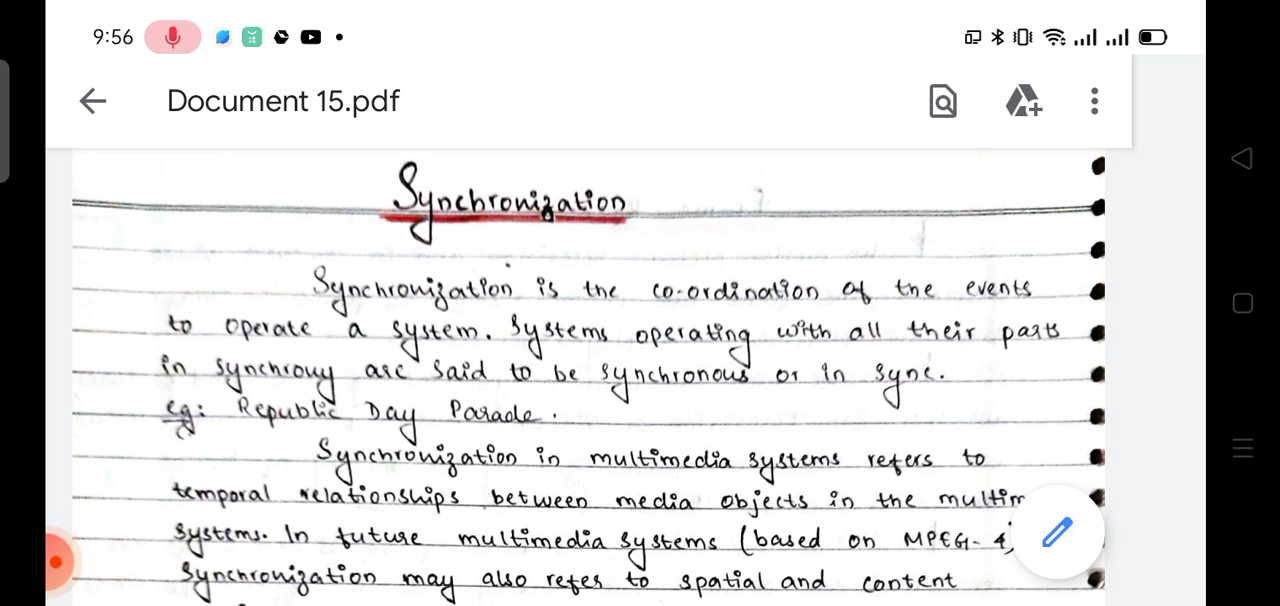 9:56
Document 15.pdf
Synchronization
Synchronization is the co-ordination of the events
to operate a system. Systems operating with all their parts
in synchrony are said to be synchronous or in sync.
eg: Republic Day Parade.
Synchronization in multimedia systems refers to
temporal relationships between media objects in the multim
systems. In future multimedia systems (based on MPEG-4)
Synchronization may also refer to spatial and content